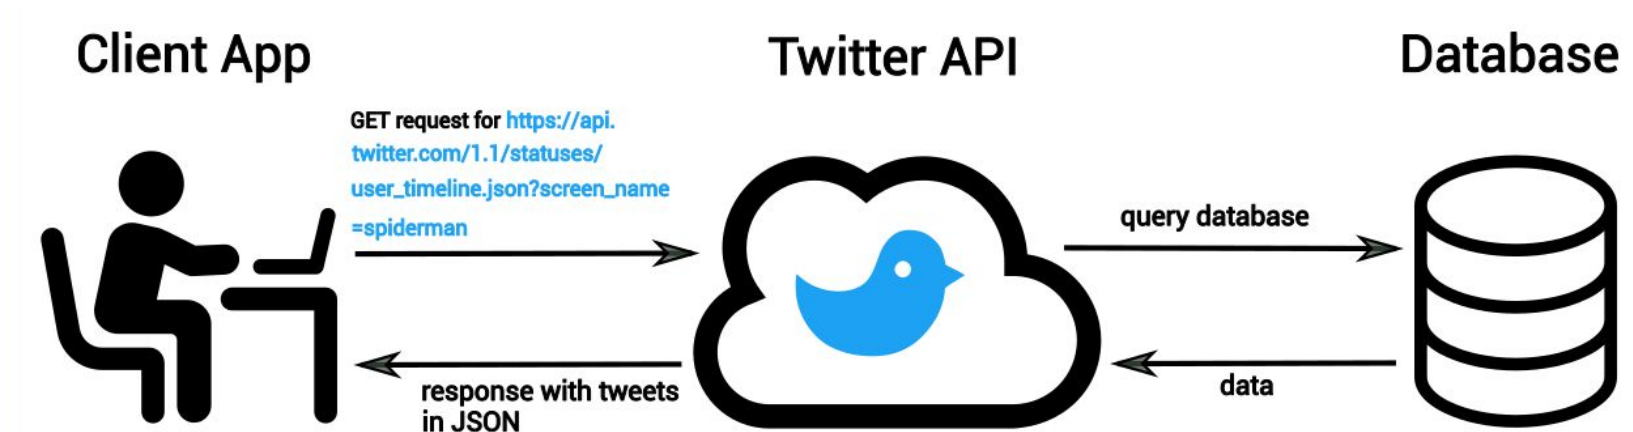 Client App
Twitter API
Database
GET request for https://api.
twitter.com/1.1/statuses/
user_timeline.json?screen_name
=spiderman
query database
response with tweets
in JSON
data